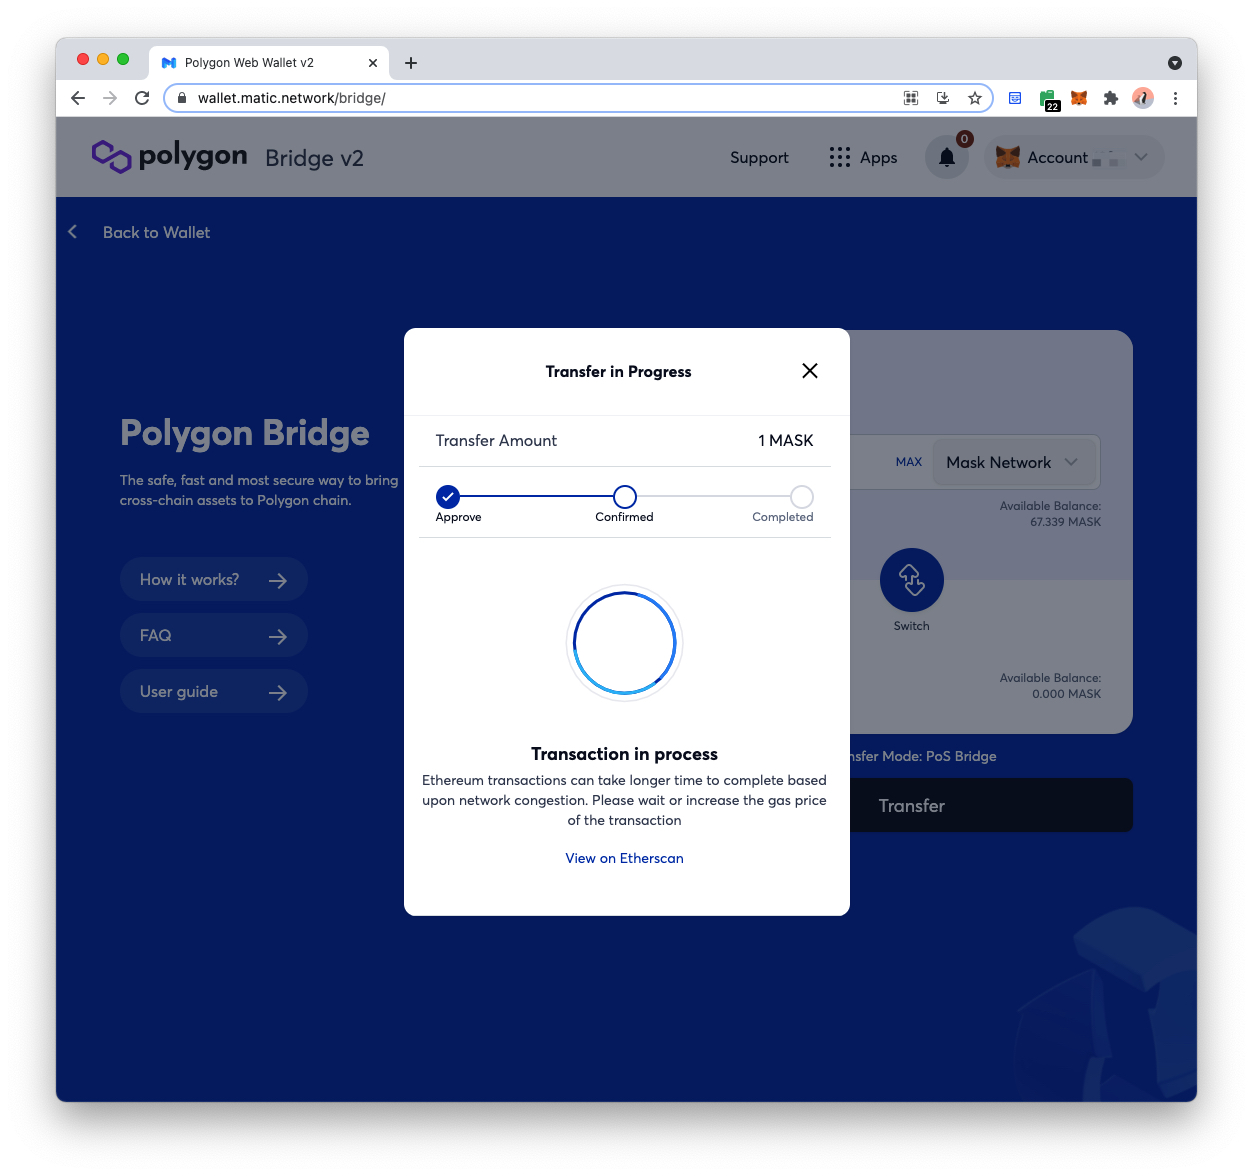 Polygon Web Wallet v2
wallet.matic.network/bridge/
22
polygon Bridge v2
Support
Apps
0
Account
Back to Wallet
Polygon Bridge
The safe, fast and most secure way to bring
cross-chain assets to Polygon chain.
How it works?
FAQ
User guide
Transfer in Progress
Transfer Amount
1 MASK
Approve
Confirmed
Completed
Transaction in process
Ethereum transactions can take longer time to complete based
upon network congestion. Please wait or increase the gas price
of the transaction
View on Etherscan
MAX
Mask Network
Available Balance:
67.339 MASK
Switch
Available Balance:
0.000 MASK
nsfer Mode: PoS Bridge
Transfer